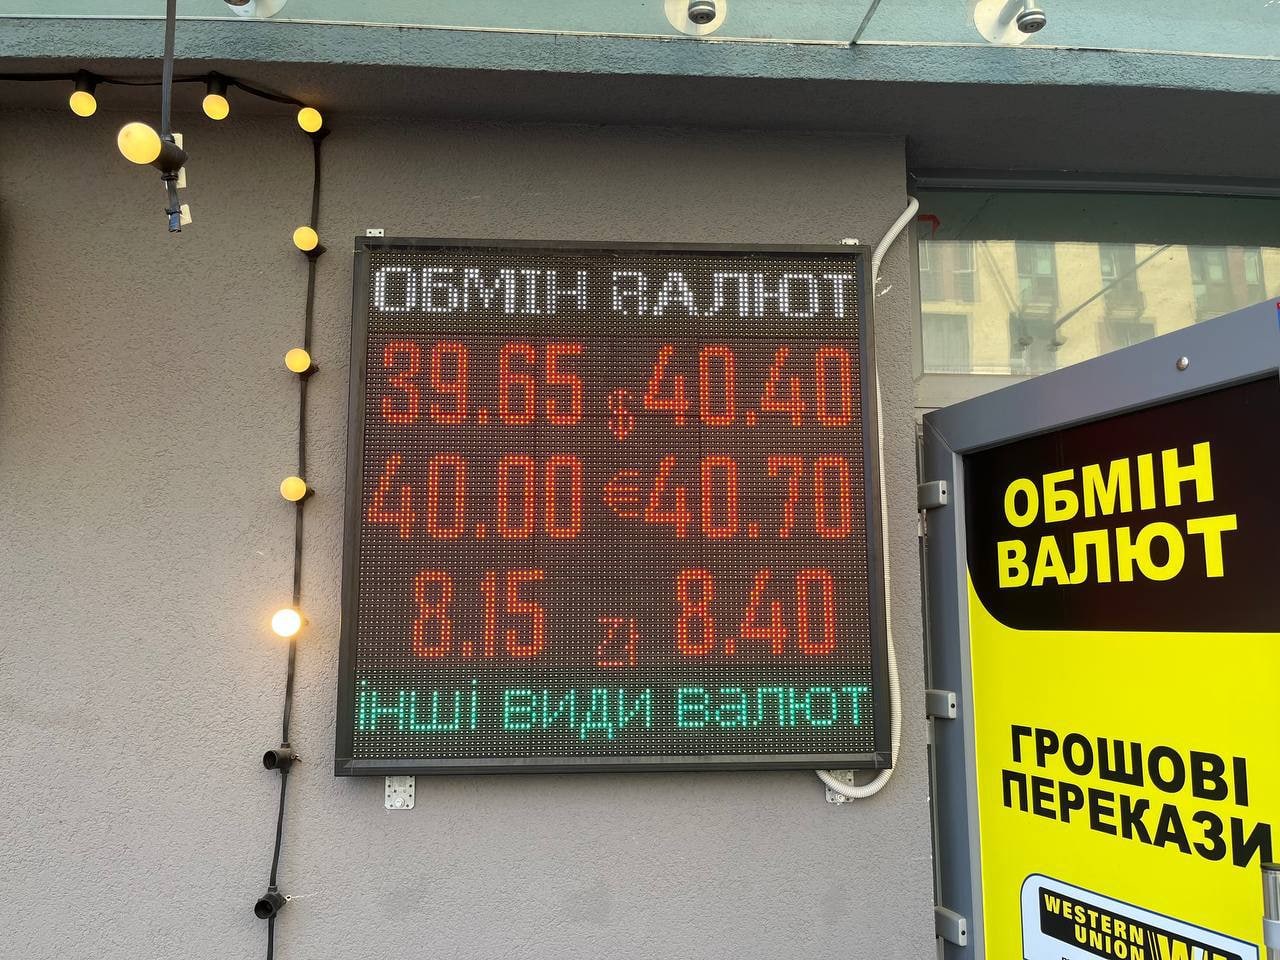 ОБМІН ВАЛЮТ
39.65 $ 40.40
40.00 € 40.70
8.15 Zł 8.40
інші види валют
ОБМІН
ВАЛЮТ
ГРОШОВІ
ПЕРЕКАЗИ
WESTERN
UNION